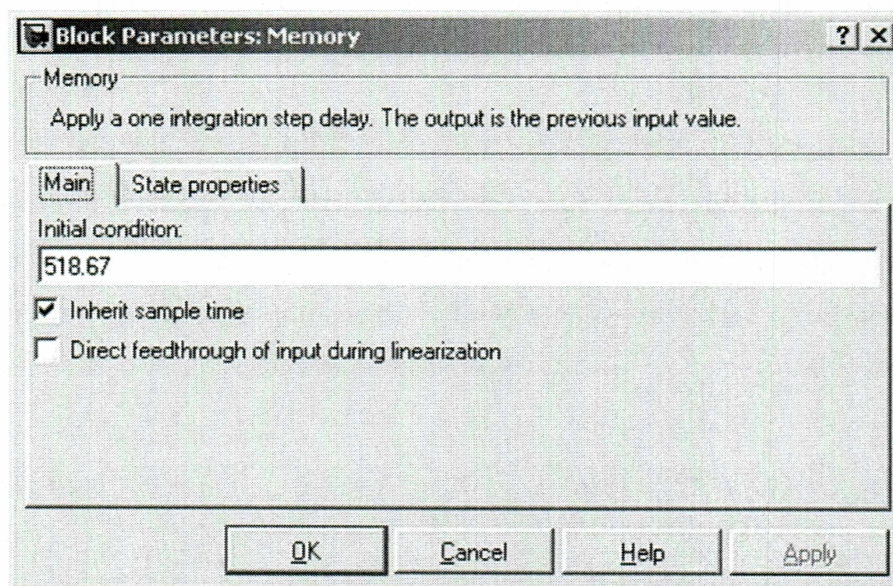 Block Parameters: Memory
Memory
Apply a one integration step delay. The output is the previous input value.
Main State properties
Initial condition:
518.67
Inherit sample time
Direct feedthrough of input during linearization
OK Cancel Help Apply